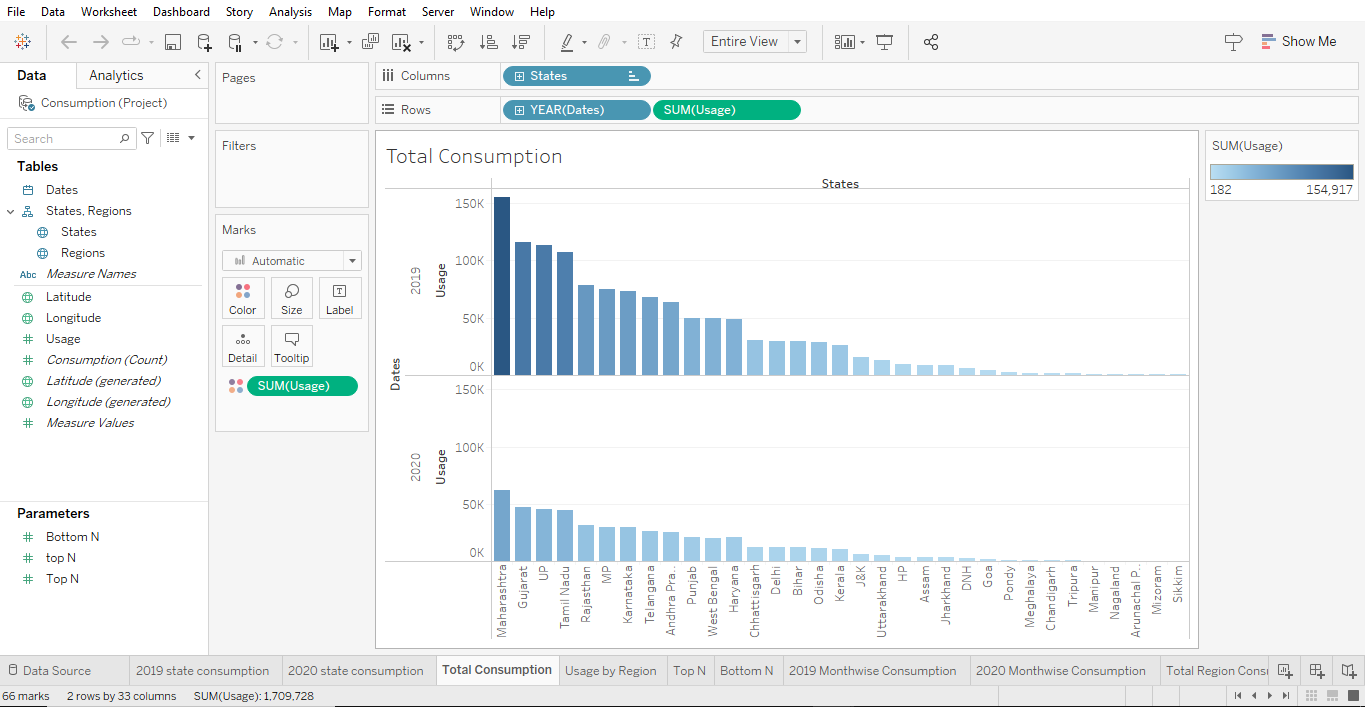 File Data Worksheet Dashboard Story Analysis Map Format Server Window Help
Entire View
Show Me
Data Analytics
Consumption (Project)
Search
Tables
Dates
States, Regions
States
Regions
Abc Measure Names
Latitude
Longitude
Usage
Consumption (Count)
Latitude (generated)
Longitude (generated)
Measure Values
Parameters
Bottom N
top N
Top N
Pages
Filters
Marks
Automatic
Color Size Label
Detail Tooltip
SUM(Usage)
Columns States
Rows YEAR(Dates) SUM(Usage)
Total Consumption
States
Dates
2019
Usage
150K
100K
50K
0K
2020
Usage
150K
100K
50K
0K
Maharashtra
Gujarat
UP
Tamil Nadu
Rajasthan
MP
Karnataka
Telangana
Andhra Pra..
Punjab
West Bengal
Haryana
Chhattisgarh
Delhi
Bihar
Odisha
Kerala
J&K
Uttarakhand
HP
Assam
Jharkhand
DNH
Goa
Pondy
Meghalaya
Chandigarh
Tripura
Manipur
Nagaland
Arunachal P..
Mizoram
Sikkim
SUM(Usage)
182 154,917
Data Source 2019 state consumption 2020 state consumption Total Consumption Usage by Region Top N Bottom N 2019 Monthwise Consumption 2020 Monthwise Consumption Total Region Cons
66 marks 2 rows by 33 columns SUM(Usage): 1,709,728